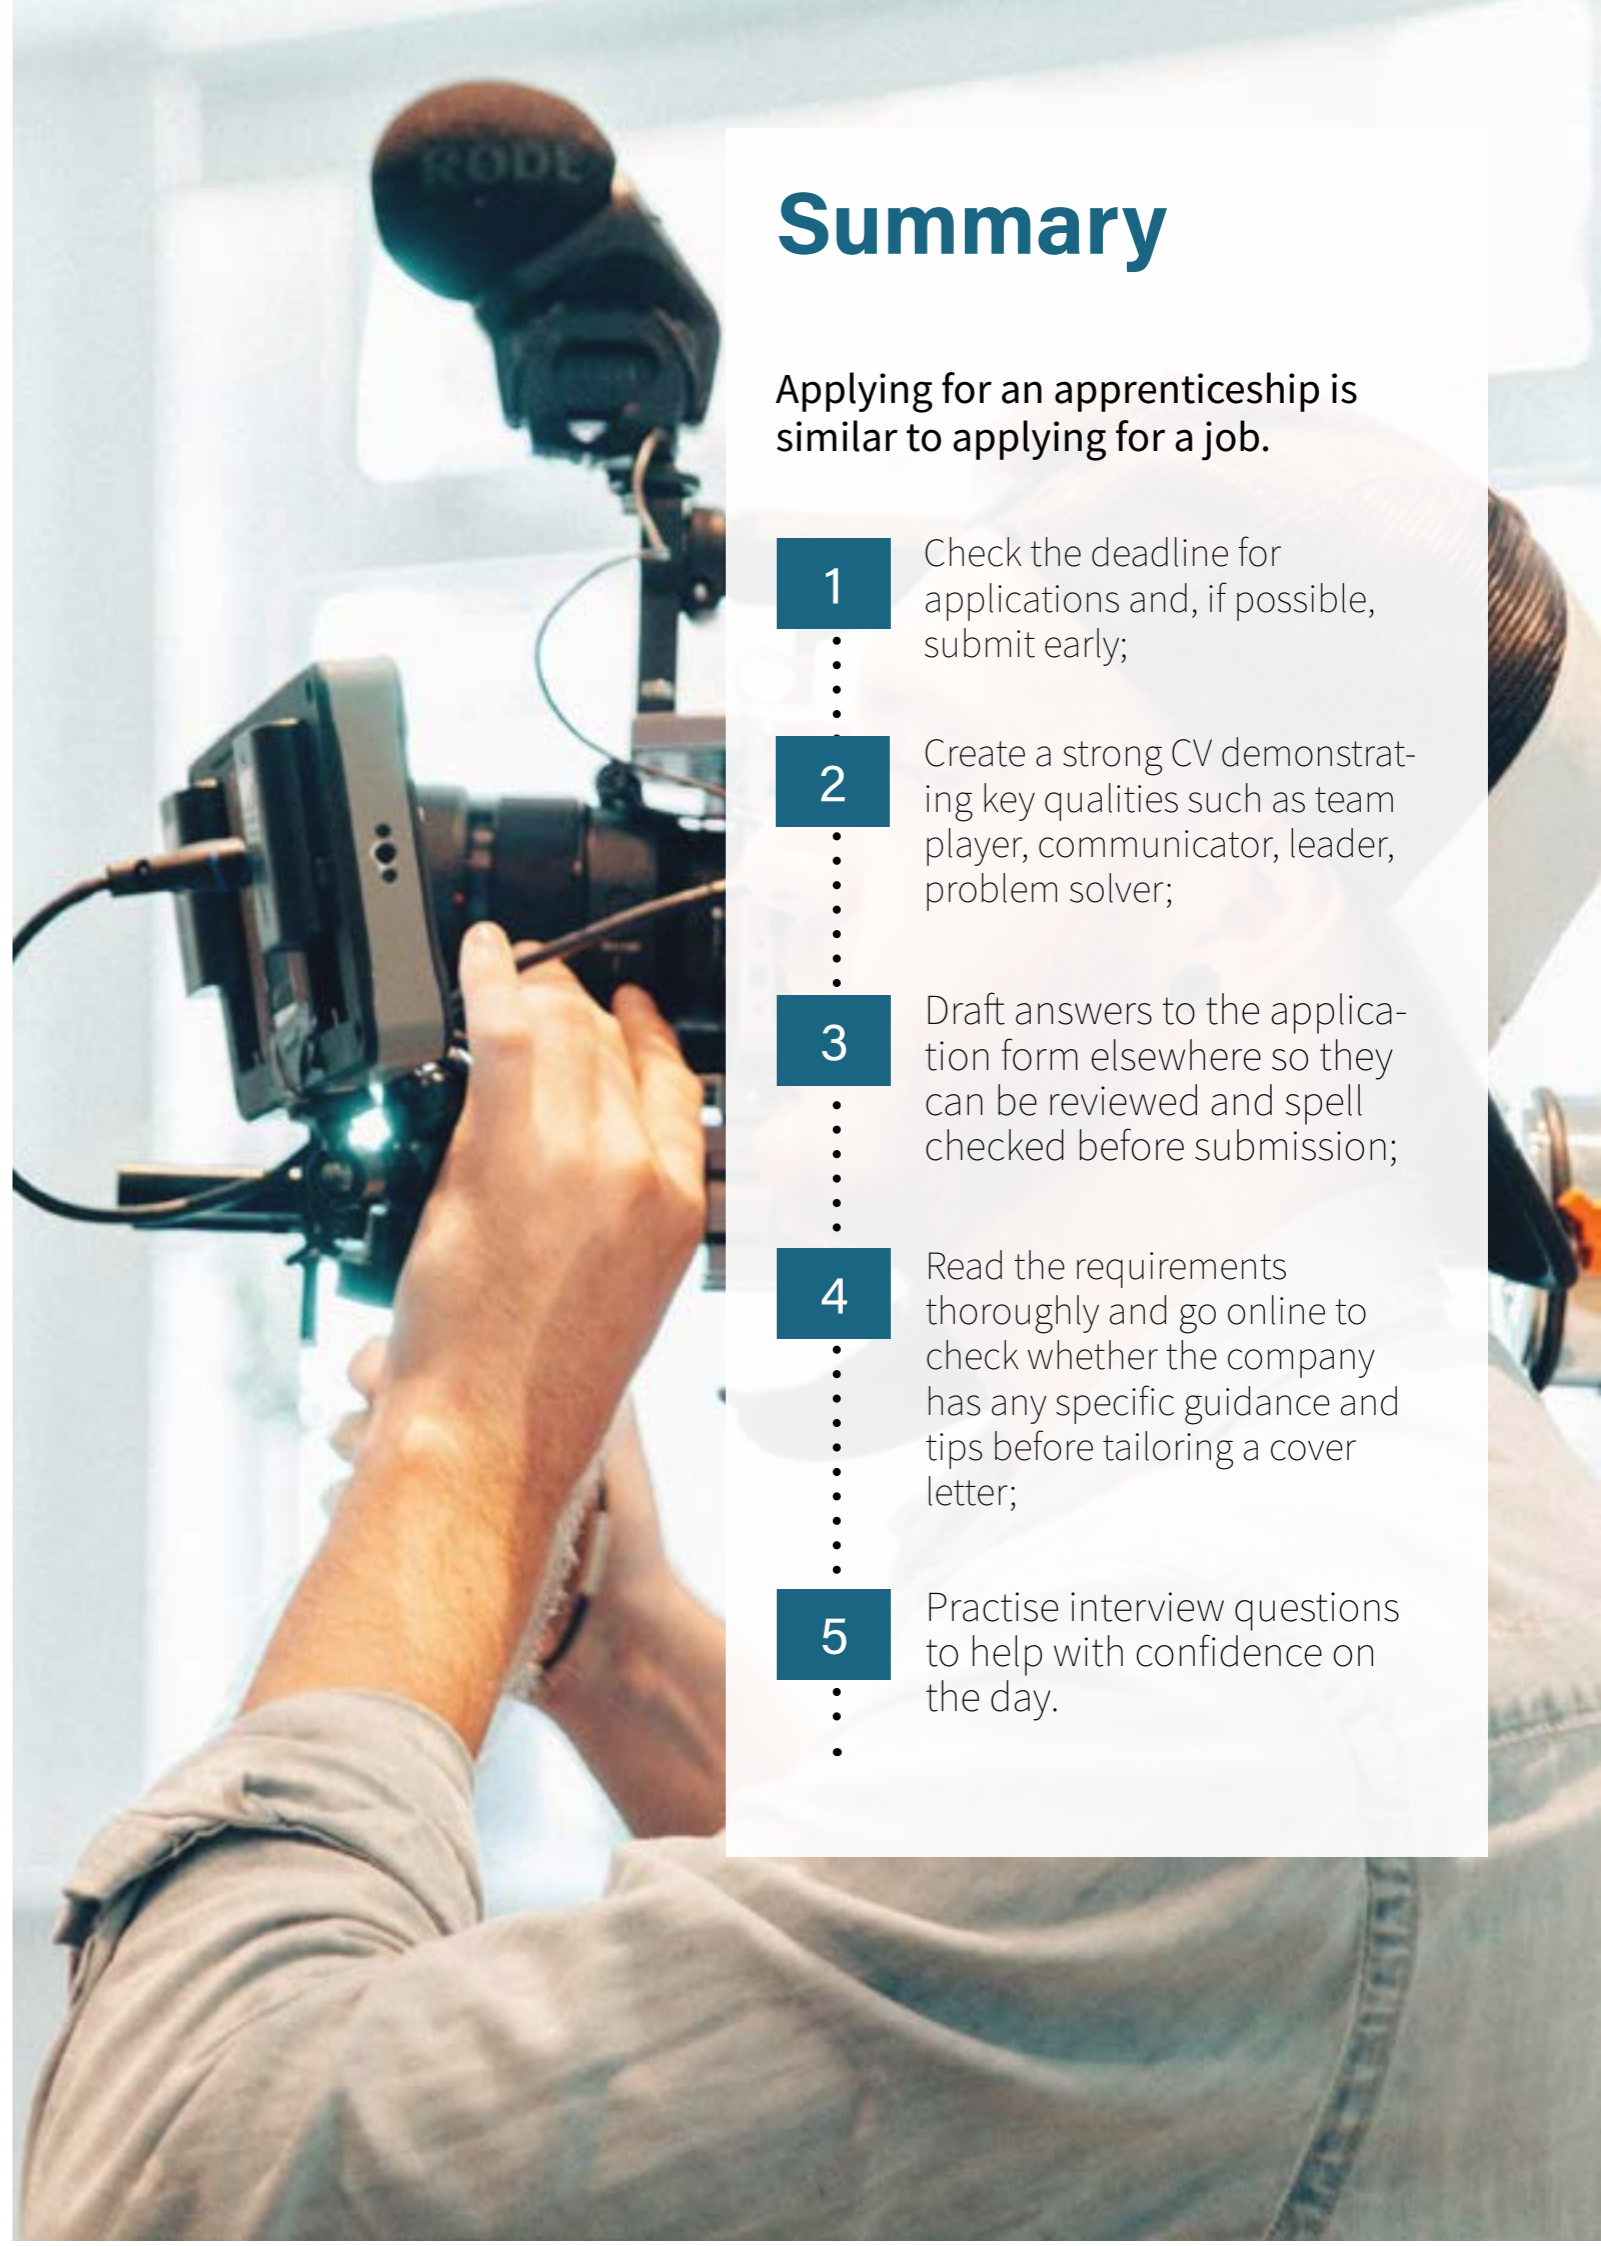 RODE
Summary
Applying for an apprenticeship is
similar to applying for a job.
1
Check the deadline for
applications and, if possible,
submit early;
2
Create a strong CV demonstrat-
ing key qualities such as team
player, communicator, leader,
problem solver;
3
Draft answers to the applica-
tion form elsewhere so they
can be reviewed and spell
checked before submission;
4
Read the requirements
thoroughly and go online to
check whether the company
has any specific guidance and
tips before tailoring a cover
letter;
5
Practise interview questions
to help with confidence on
the day.